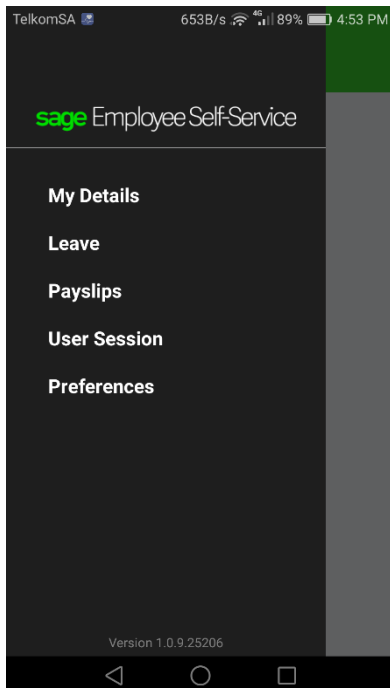 TelkomSA 653B/s 4G 89% 4:53 PM
sage Employee Self-Service
My Details
Leave
Payslips
User Session
Preferences
Version 1.0.9.25206